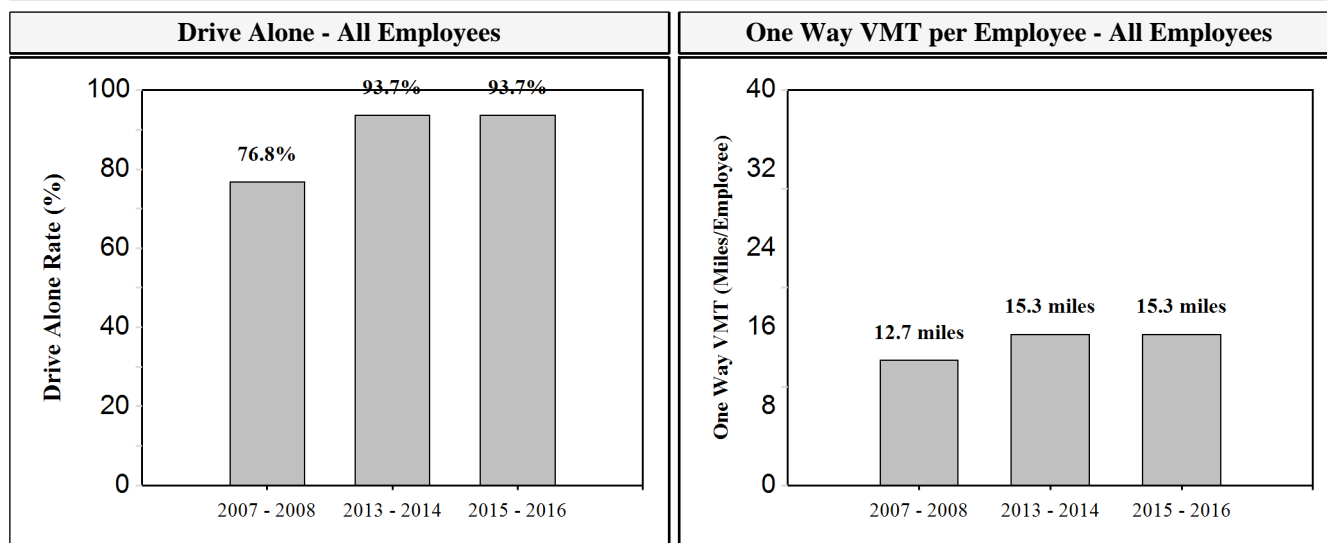 Drive Alone - All Employees
One Way VMT per Employee - All Employees
Drive Alone Rate (%)
100
80
60
40
20
0
76.8%
93.7%
93.7%
2007 - 2008
2013 - 2014
2015 - 2016
One Way VMT (Miles/Employee)
40
32
24
16
8
0
12.7 miles
15.3 miles
15.3 miles
2007 - 2008
2013 - 2014
2015 - 2016